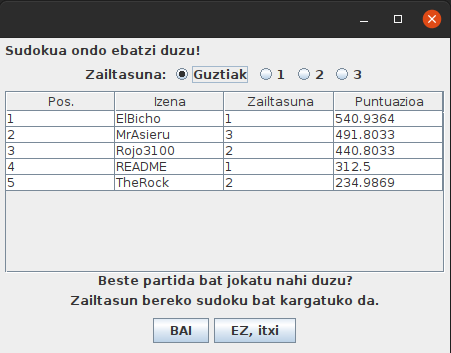 Sudokua ondo ebatzi duzu!
Zailtasuna: Guztiak 1 2 3
Pos. Izena Zailtasuna Puntuazioa
1 ElBicho 1 540.9364
2 MrAsieru 3 491.8033
3 Rojo3100 2 440.8033
4 README 1 312.5
5 TheRock 2 234.9869
Beste partida bat jokatu nahi duzu?
Zailtasun bereko sudoku bat kargatuko da.
BAI EZ, itxi